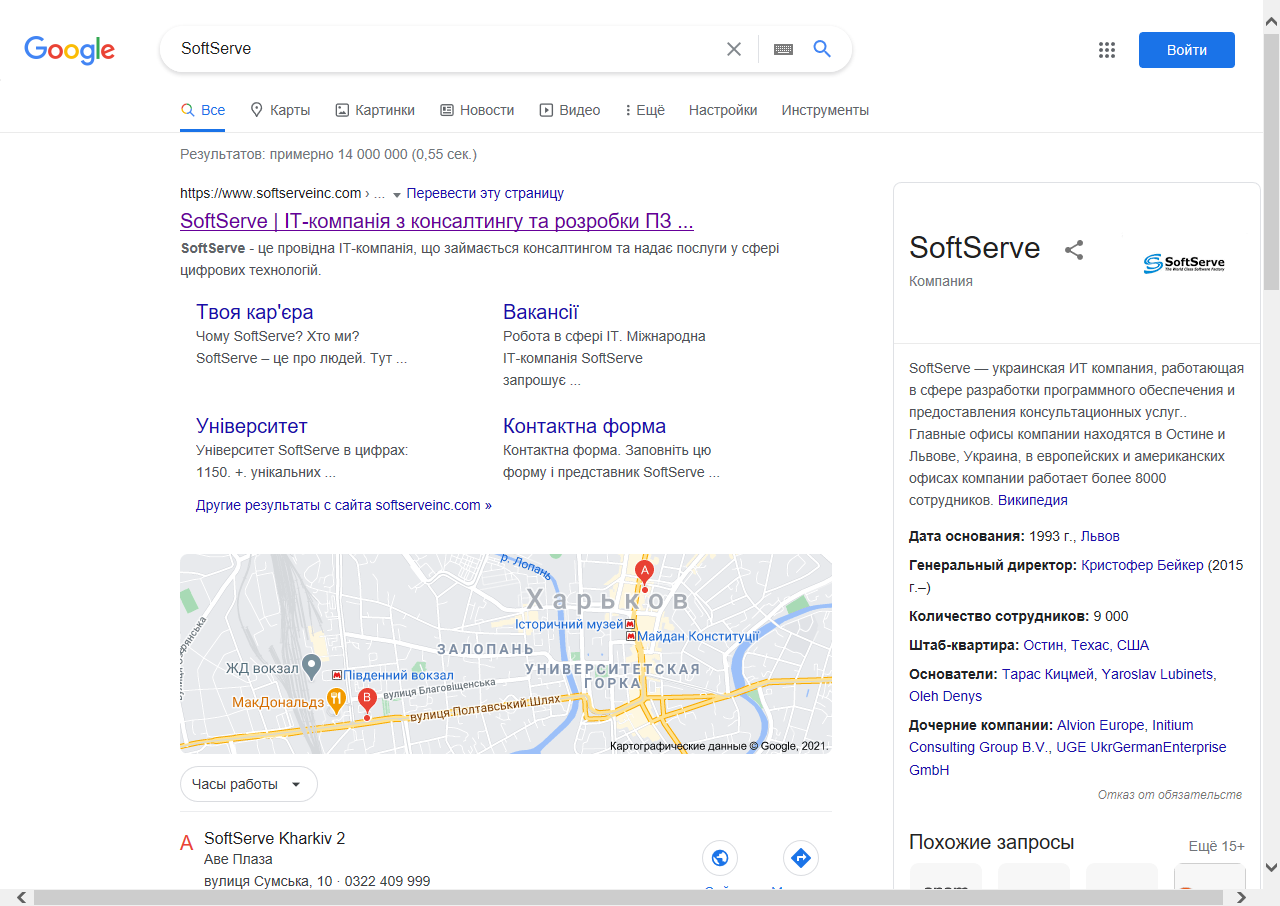 Google
SoftServe
Войти
Все
Карты
Картинки
Новости
Видео
Ещё
Настройки
Инструменты
Результатов: примерно 14 000 000 (0,55 сек.)
https://www.softserveinc.com › ... Перевести эту страницу
SoftServe | ІТ-компанія з консалтингу та розробки ПЗ ...
SoftServe - це провідна ІТ-компанія, що займається консалтингом та надає послуги у сфері
цифрових технологій.
Твоя кар'єра
Чому SoftServe? Хто ми?
SoftServe – це про людей. Тут ...
Вакансії
Робота в сфері ІТ. Міжнародна
ІТ-компанія SoftServe
запрошує ...
Університет
Університет SoftServe в цифрах:
1150. +. унікальних ...
Контактна форма
Контактна форма. Заповніть цю
форму і представник SoftServe ...
Другие результаты с сайта softserveinc.com »
р. Лопань
A
Харьков
Історичний музей
Майдан Конституції
ЗАЛОПАНЬ
УНИВЕРСИТЕТСКАЯ
ГОРКА
ЖД вокзал
Південний вокзал
вулиця Благовіщенська
МакДональдз
B
вулиця Полтавський Шлях
Картографические данные © Google, 2021.
Часы работы
A
SoftServe Kharkiv 2
Аве Плаза
вулиця Сумська, 10 · 0322 409 999
SoftServe
Компания
SoftServe
The World Class Software Factory
SoftServe — украинская ИТ компания, работающая
в сфере разработки программного обеспечения и
предоставления консультационных услуг..
Главные офисы компании находятся в Остине и
Львове, Украина, в европейских и американских
офисах компании работает более 8000
сотрудников. Википедия
Дата основания: 1993 г., Львов
Генеральный директор: Кристофер Бейкер (2015
г.–)
Количество сотрудников: 9 000
Штаб-квартира: Остин, Техас, США
Основатели: Тарас Кицмей, Yaroslav Lubinets,
Oleh Denys
Дочерние компании: Alvion Europe, Initium
Consulting Group B.V., UGE UkrGermanEnterprise
GmbH
Отказ от обязательств
Похожие запросы
Ещё 15+